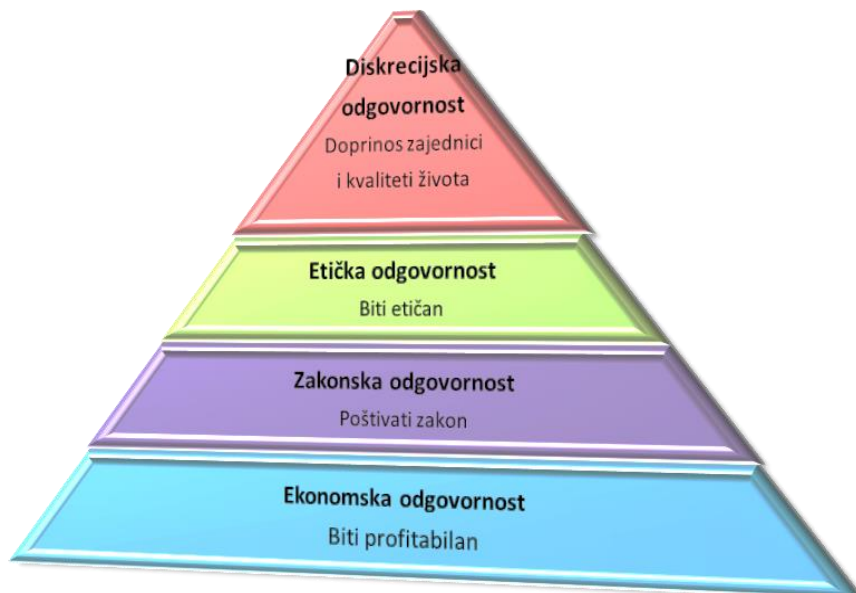 Diskrecijska
odgovornost
Doprinos zajednici
i kvaliteti života
Etička odgovornost
Biti etičan
Zakonska odgovornost
Poštivati zakon
Ekonomska odgovornost
Biti profitabilan